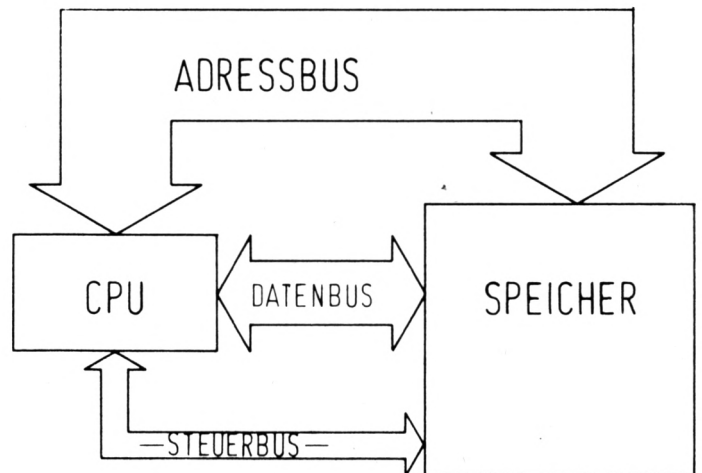 ADRESSBUS
CPU
DATENBUS
SPEICHER
—STEUERBUS—